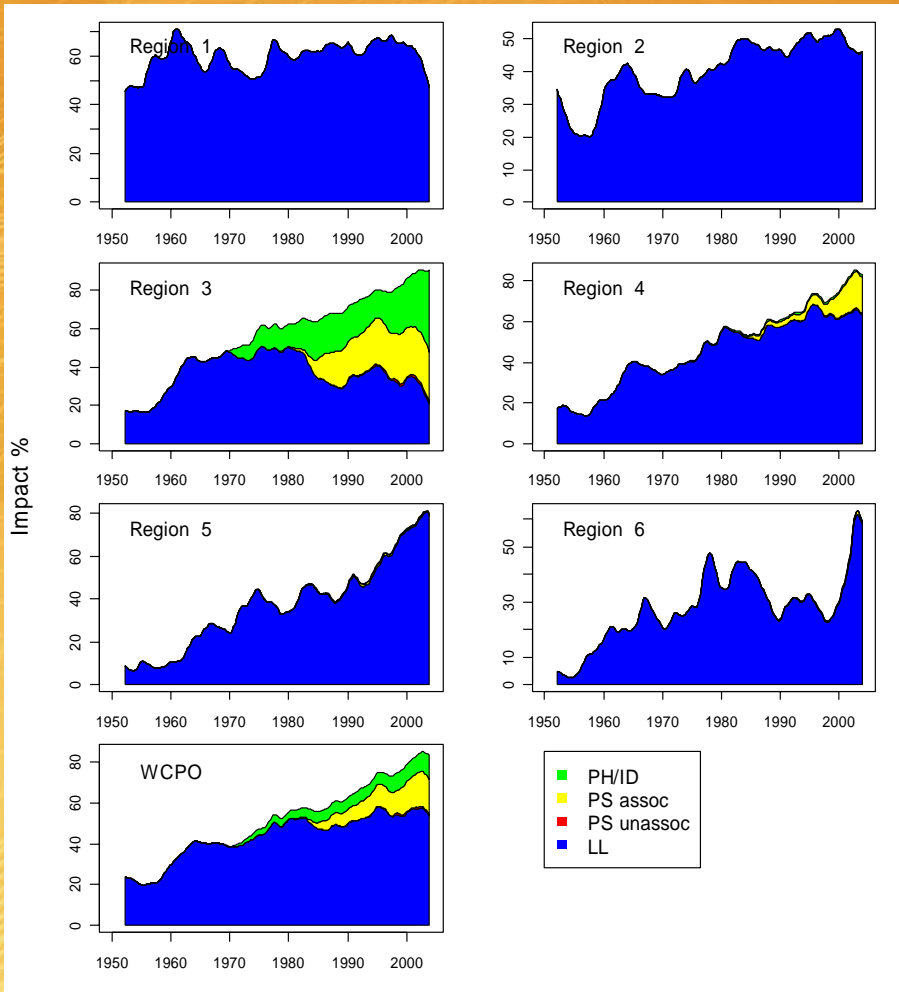 Impact %
Region 1
0 20 40 60
1950 1960 1970 1980 1990 2000
Region 2
0 10 20 30 40 50
1950 1960 1970 1980 1990 2000
Region 3
0 20 40 60 80
1950 1960 1970 1980 1990 2000
Region 4
0 20 40 60 80
1950 1960 1970 1980 1990 2000
Region 5
0 20 40 60 80
1950 1960 1970 1980 1990 2000
Region 6
0 10 30 50
1950 1960 1970 1980 1990 2000
WCPO
0 20 40 60 80
1950 1960 1970 1980 1990 2000
PH/ID
PS assoc
PS unassoc
LL